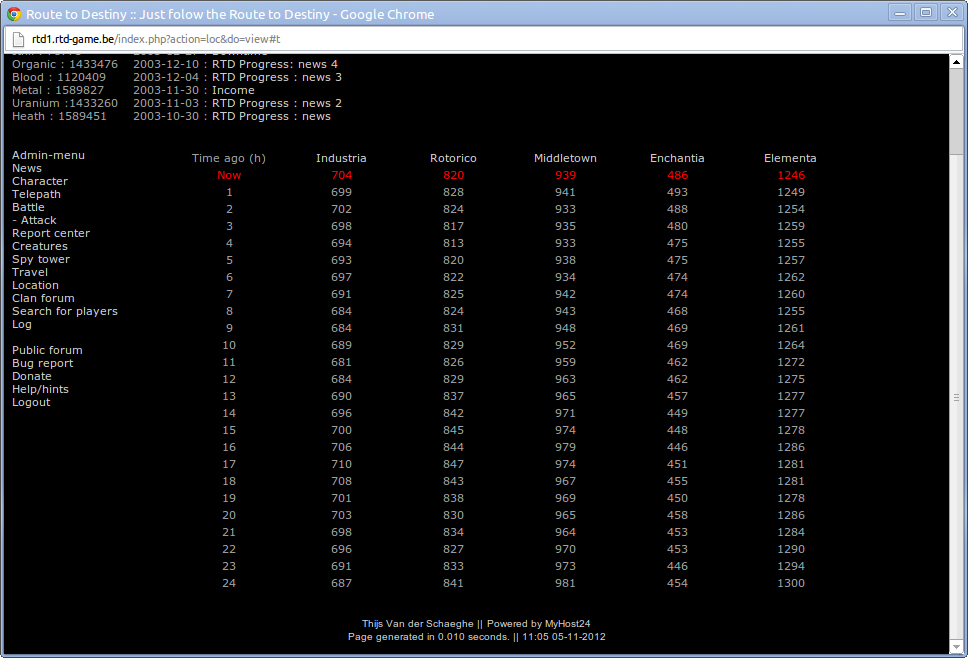 Route to Destiny :: Just folow the Route to Destiny - Google Chrome
rtd1.rtd-game.be/index.php?action=loc&do=view#t
Organic : 1433476 2003-12-10 : RTD Progress: news 4
Blood : 1120409 2003-12-04 : RTD Progress : news 3
Metal : 1589827 2003-11-30 : Income
Uranium :1433260 2003-11-03 : RTD Progress : news 2
Heath : 1589451 2003-10-30 : RTD Progress : news
Admin-menu
News
Character
Telepath
Battle
- Attack
Report center
Creatures
Spy tower
Travel
Location
Clan forum
Search for players
Log
Public forum
Bug report
Donate
Help/hints
Logout
Time ago (h) Industria Rotorico Middletown Enchantia Elementa
Now 704 820 939 486 1246
1 699 828 941 493 1249
2 702 824 933 488 1254
3 698 817 935 480 1259
4 694 813 933 475 1255
5 693 820 938 475 1257
6 697 822 934 474 1262
7 691 825 942 474 1260
8 684 824 943 468 1255
9 684 831 948 469 1261
10 689 829 952 469 1264
11 681 826 959 462 1272
12 684 829 963 462 1275
13 690 837 965 457 1277
14 696 842 971 449 1277
15 700 845 974 448 1278
16 706 844 979 446 1286
17 710 847 974 451 1281
18 708 843 967 455 1281
19 701 838 969 450 1278
20 703 830 965 458 1286
21 698 834 964 453 1284
22 696 827 970 453 1290
23 691 833 973 446 1294
24 687 841 981 454 1300
Thijs Van der Schaeghe || Powered by MyHost24
Page generated in 0.010 seconds. || 11:05 05-11-2012